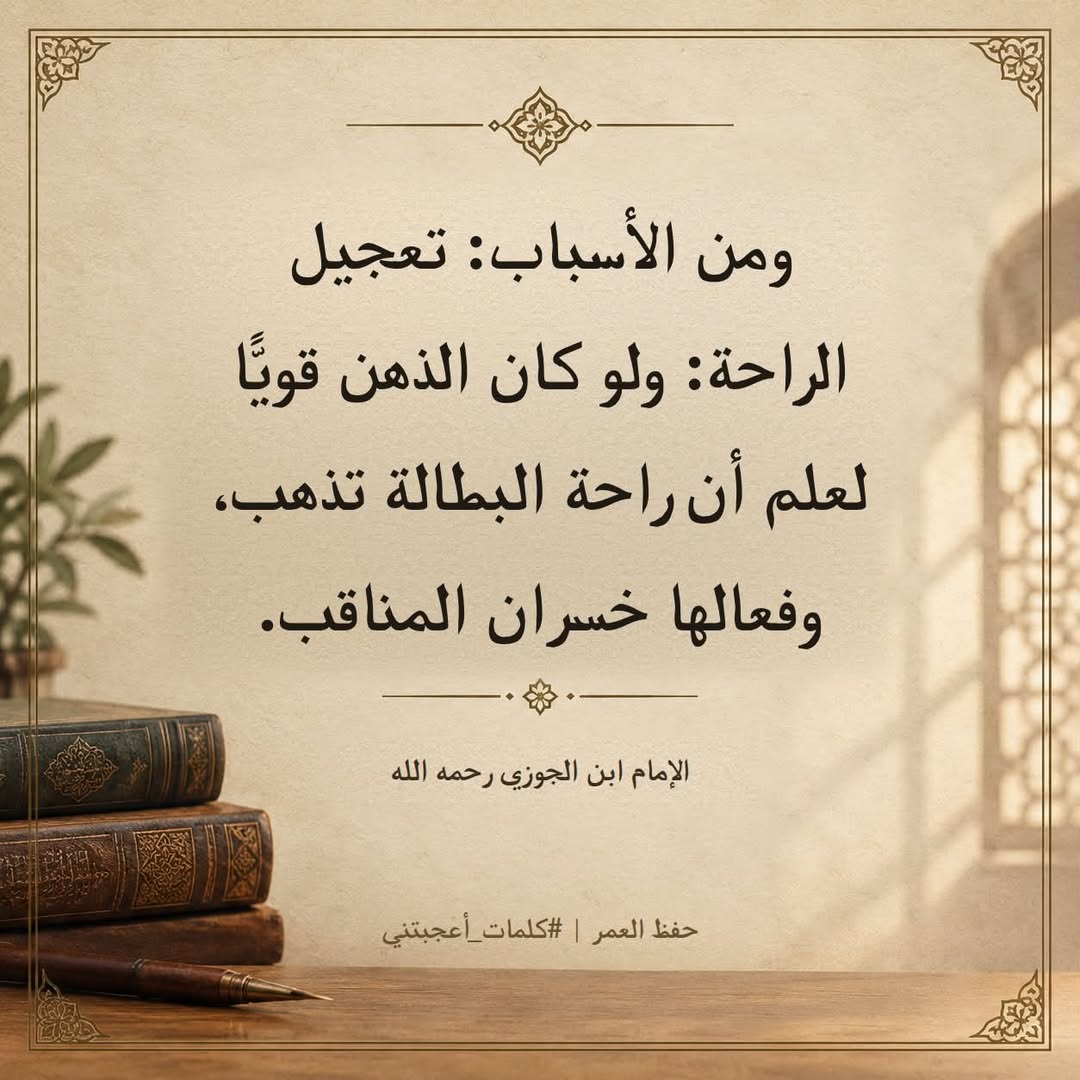 ومن الأسباب: تعجيل
الراحة: ولو كان الذهن قويًّا
لعلم أن راحة البطالة تذهب،
وفعالها خسران المناقب.
الإمام ابن الجوزي رحمه الله
حفظ العمر | #كلمات_أعجبتني